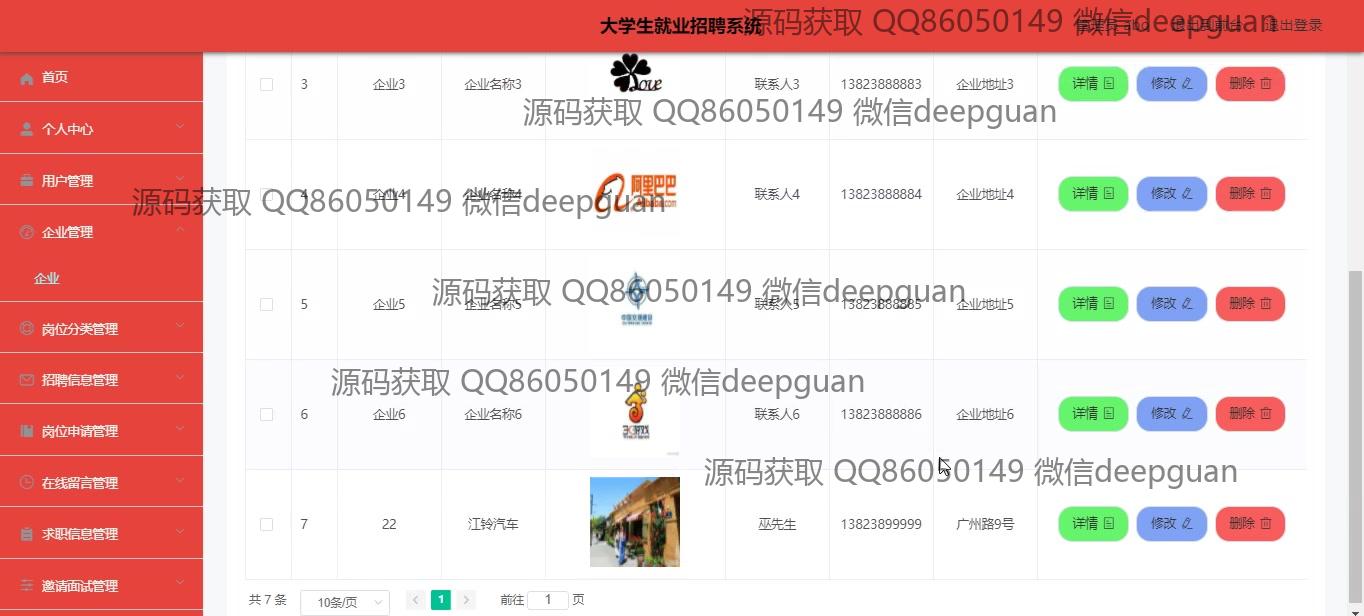 大学生就业招聘系统
源码获取 QQ86050149 微信deepguan
退出登录
首页
个人中心
用户管理
企业管理
企业
岗位分类管理
招聘信息管理
岗位申请管理
在线留言管理
求职信息管理
邀请面试管理
3 企业3 企业名称3 Love 联系人3 13823888883 企业地址3 详情 修改 删除
源码获取 QQ86050149 微信deepguan
4 企业4 企业名称4 阿里巴巴 Alibaba.com 联系人4 13823888884 企业地址4 详情 修改 删除
源码获取 QQ86050149 微信deepguan
5 企业5 企业名称5 联系人5 13823888885 企业地址5 详情 修改 删除
源码获取 QQ86050149 微信deepguan
源码获取 QQ86050149 微信deepguan
6 企业6 企业名称6 联系人6 13823888886 企业地址6 详情 修改 删除
源码获取 QQ86050149 微信deepguan
7 22 江铃汽车 巫先生 13823899999 广州路9号 详情 修改 删除
共 7 条 10条/页 1 前往 1 页